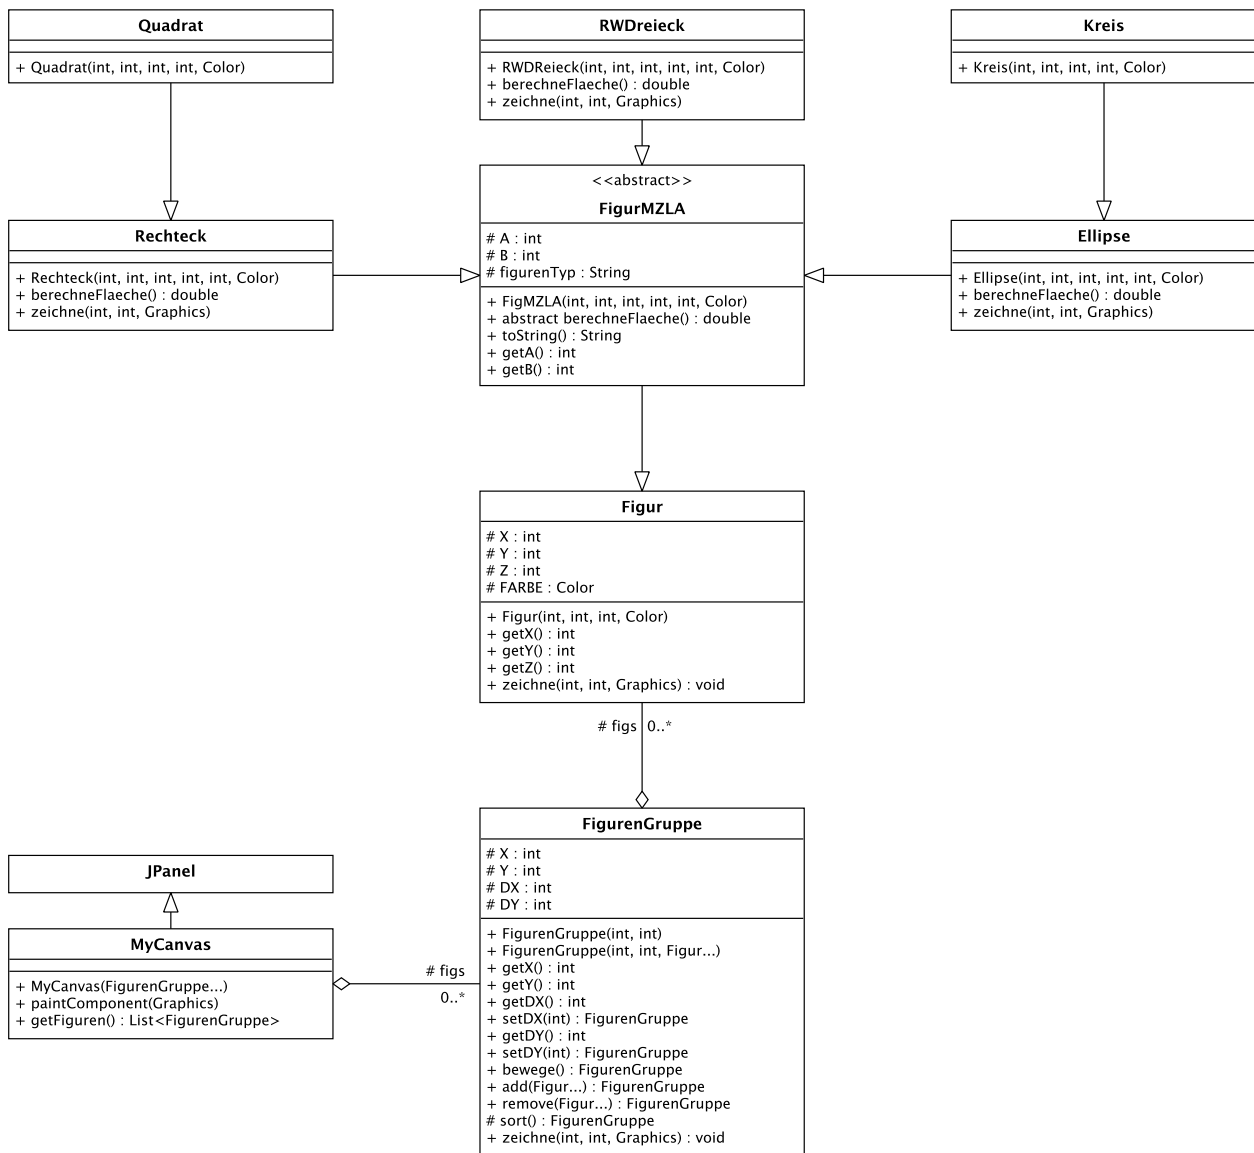 Quadrat
+ Quadrat(int, int, int, int, Color)
RWDreieck
+ RWDReieck(int, int, int, int, int, Color)
+ berechneFlaeche() : double
+ zeichne(int, int, Graphics)
Kreis
+ Kreis(int, int, int, int, Color)
Rechteck
+ Rechteck(int, int, int, int, int, Color)
+ berechneFlaeche() : double
+ zeichne(int, int, Graphics)
<<abstract>>
FigurMZLA
# A : int
# B : int
# figurenTyp : String
+ FigMZLA(int, int, int, int, int, Color)
+ abstract berechneFlaeche() : double
+ toString() : String
+ getA() : int
+ getB() : int
Ellipse
+ Ellipse(int, int, int, int, int, Color)
+ berechneFlaeche() : double
+ zeichne(int, int, Graphics)
Figur
# X : int
# Y : int
# Z : int
# FARBE : Color
+ Figur(int, int, int, Color)
+ getX() : int
+ getY() : int
+ getZ() : int
+ zeichne(int, int, Graphics) : void
# figs 0..*
JPanel
MyCanvas
+ MyCanvas(FigurenGruppe...)
+ paintComponent(Graphics)
+ getFiguren() : List<FigurenGruppe>
# figs
0..*
FigurenGruppe
# X : int
# Y : int
# DX : int
# DY : int
+ FigurenGruppe(int, int)
+ FigurenGruppe(int, int, Figur...)
+ getX() : int
+ getY() : int
+ getDX() : int
+ setDX(int) : FigurenGruppe
+ getDY() : int
+ setDY(int) : FigurenGruppe
+ bewege() : FigurenGruppe
+ add(Figur...) : FigurenGruppe
+ remove(Figur...) : FigurenGruppe
# sort() : FigurenGruppe
+ zeichne(int, int, Graphics) : void